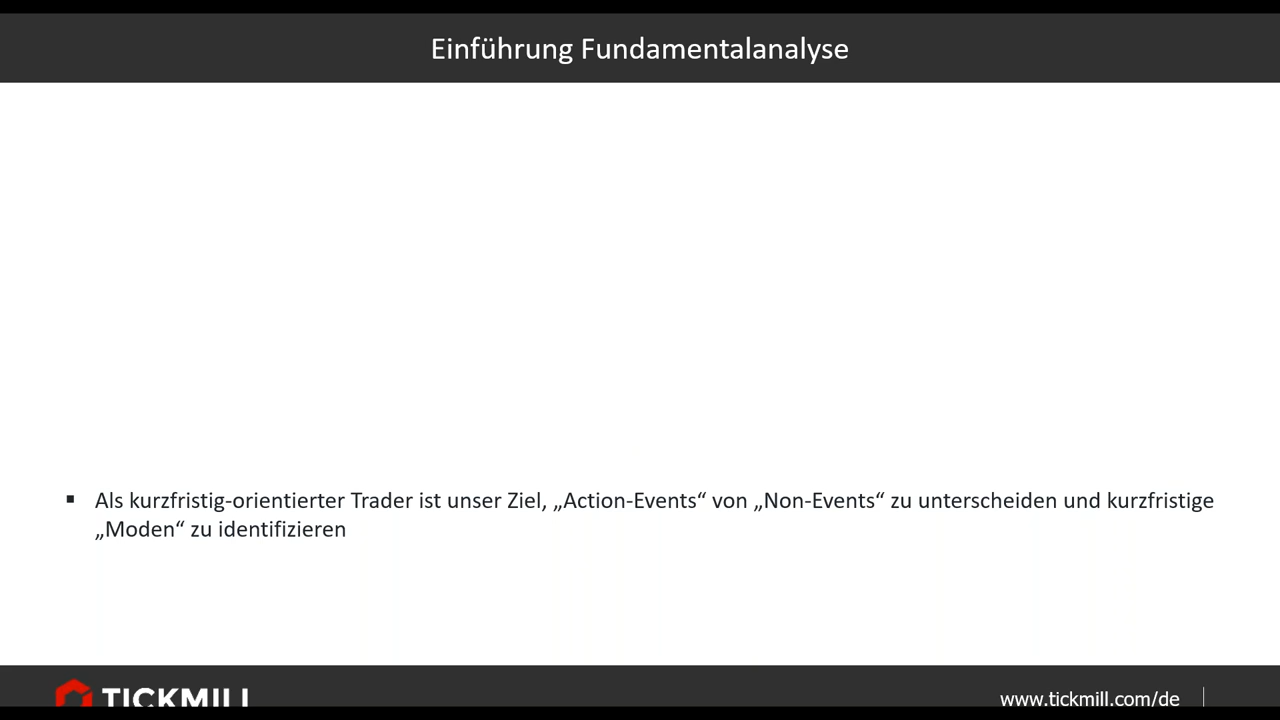 Einführung Fundamentalanalyse
▪ Als kurzfristig-orientierter Trader ist unser Ziel, „Action-Events“ von „Non-Events“ zu unterscheiden und kurzfristige
„Moden“ zu identifizieren
TICKMILL
www.tickmill.com/de